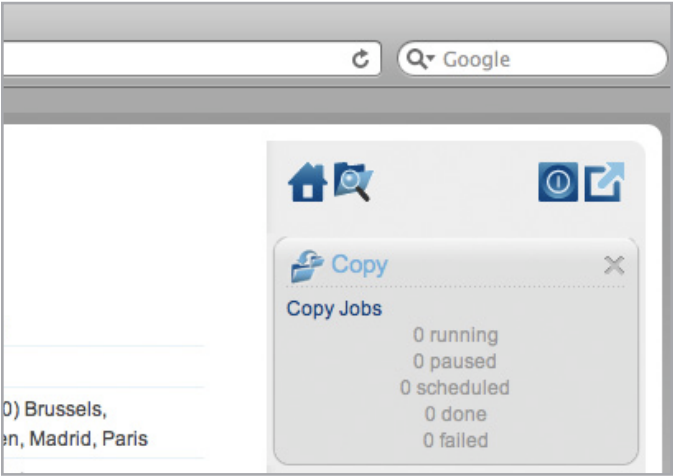 Google
Copy
Copy Jobs
0 running
0 paused
0 scheduled
0 done
0 failed
0) Brussels,
en, Madrid, Paris